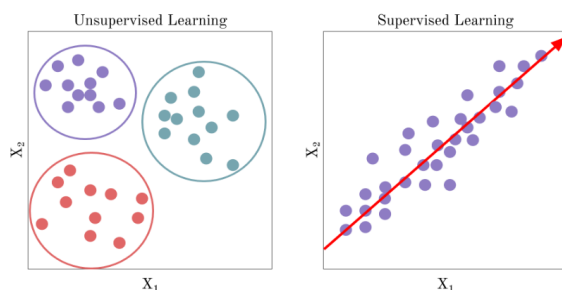 Unsupervised Learning
X2
X1
Supervised Learning
X2
X1